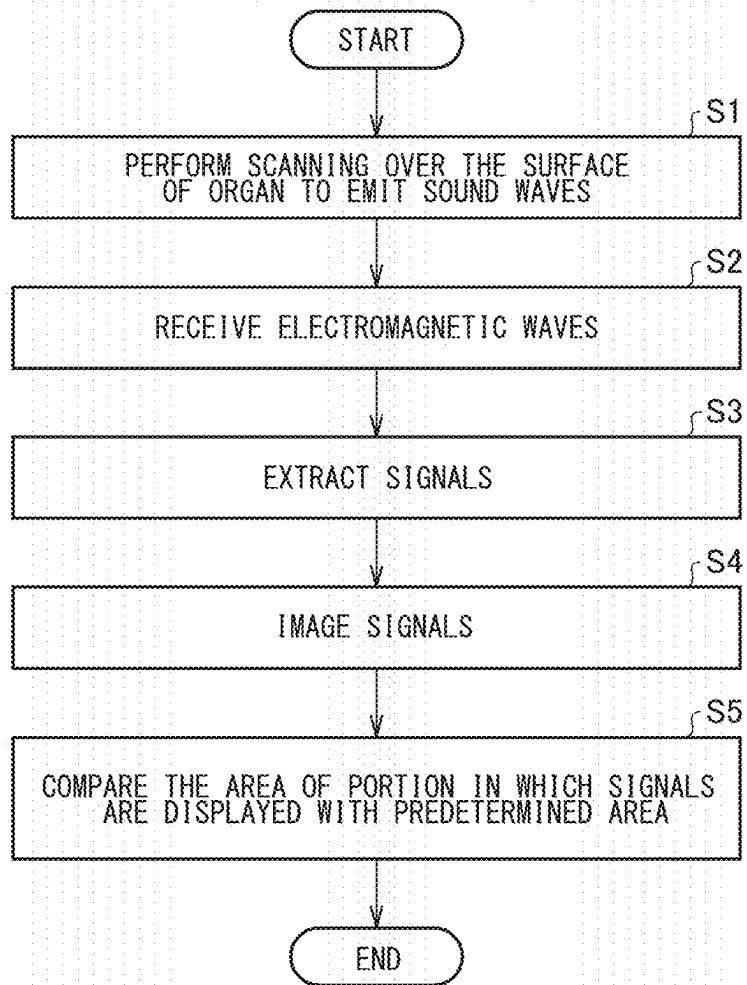 START
S1
PERFORM SCANNING OVER THE SURFACE
OF ORGAN TO EMIT SOUND WAVES
S2
RECEIVE ELECTROMAGNETIC WAVES
S3
EXTRACT SIGNALS
S4
IMAGE SIGNALS
S5
COMPARE THE AREA OF PORTION IN WHICH SIGNALS
ARE DISPLAYED WITH PREDETERMINED AREA
END